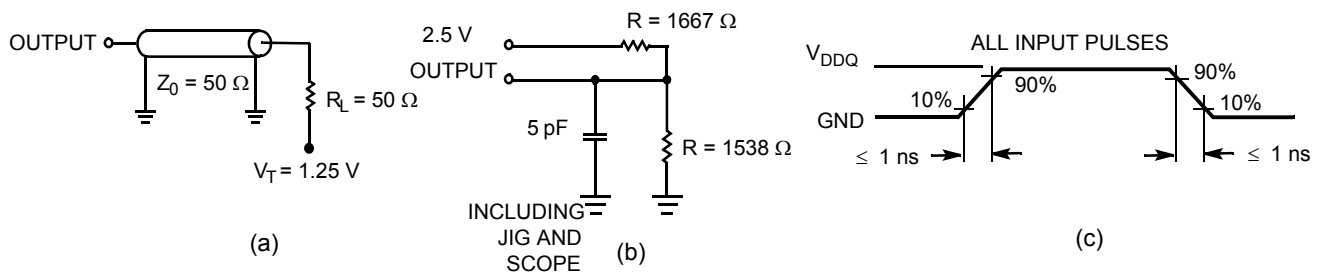 OUTPUT
Z0 = 50 Ω
RL = 50 Ω
VT = 1.25 V
(a)
R = 1667 Ω
2.5 V
OUTPUT
5 pF
R = 1538 Ω
INCLUDING
JIG AND
SCOPE
(b)
ALL INPUT PULSES
VDDQ
GND
10%
90%
90%
10%
≤ 1 ns
≤ 1 ns
(c)